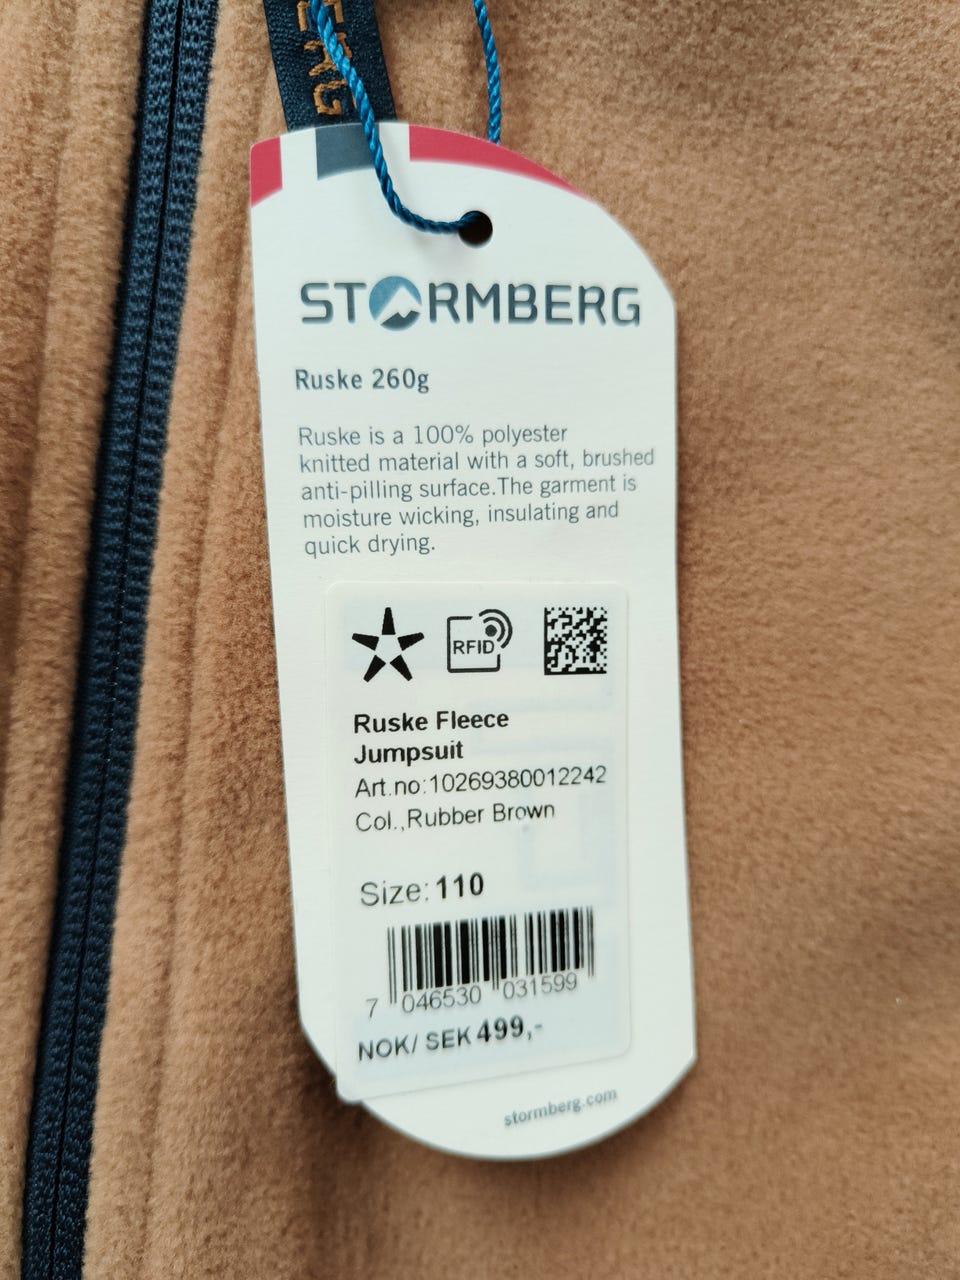 ERG
STORMBERG
Ruske 260g
Ruske is a 100% polyester
knitted material with a soft, brushed
anti-pilling surface.The garment is
moisture wicking, insulating and
quick drying.
RFID
Ruske Fleece
Jumpsuit
Art.no:10269380012242
Col.,Rubber Brown
Size: 110
7 046530 031599
NOK/ SEK 499,-
stormberg.com